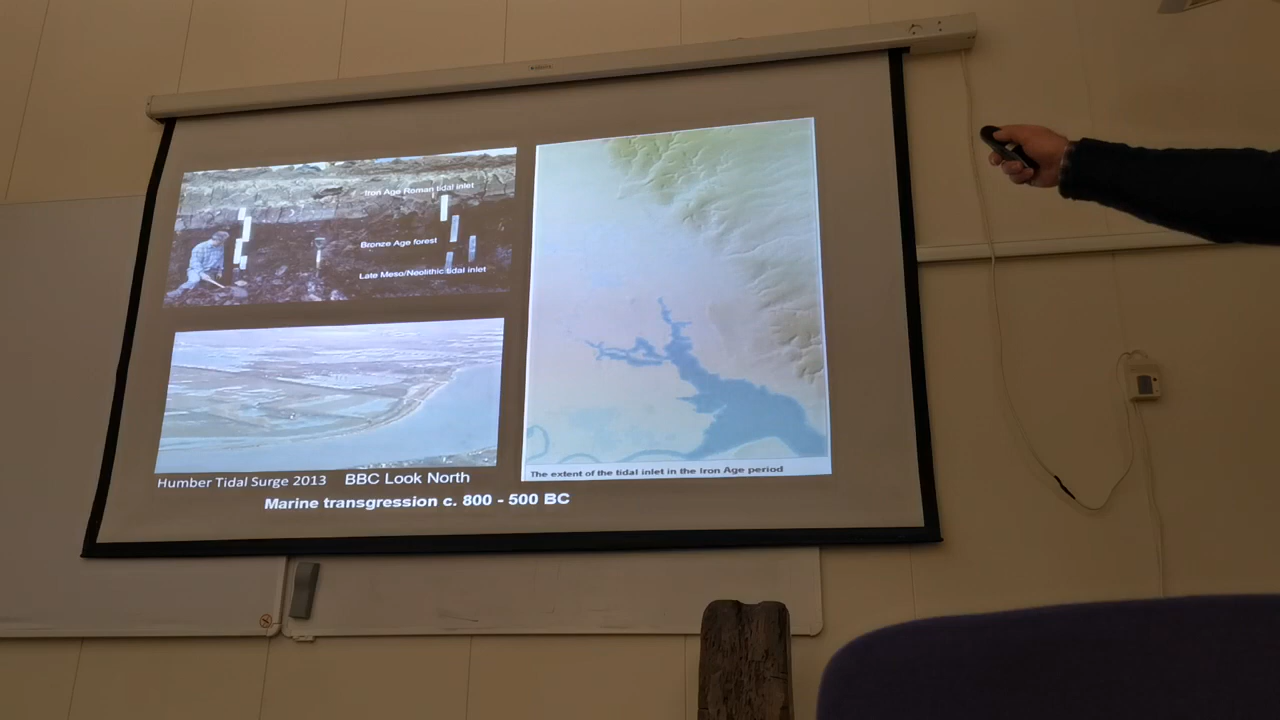 Iron Age Roman tidal inlet
Bronze Age forest
Late Meso/Neolithic tidal inlet
The extent of the tidal inlet in the Iron Age period
Humber Tidal Surge 2013 BBC Look North
Marine transgression c. 800 - 500 BC